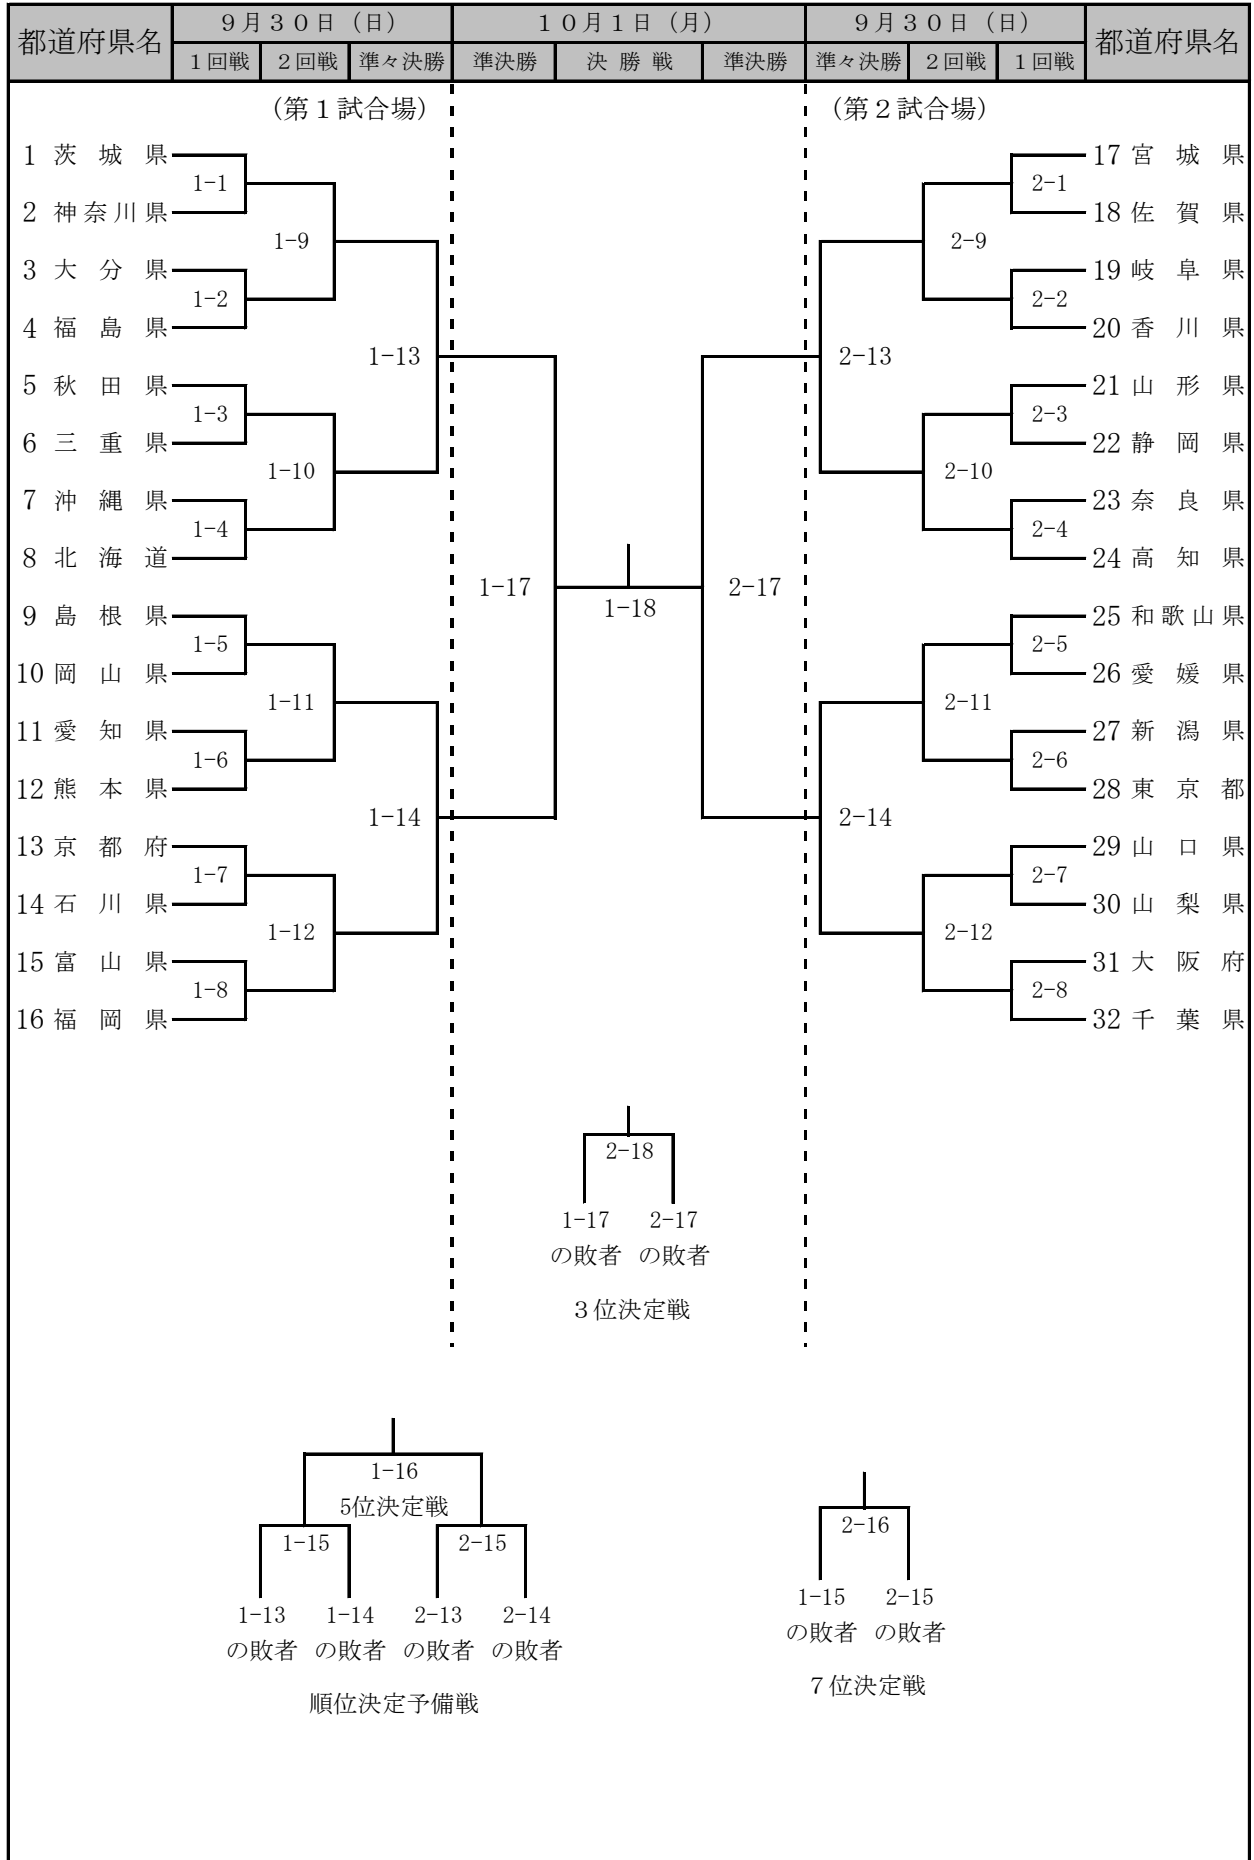 都道府県名 ９月３０日（日） １０月１日（月） ９月３０日（日） 都道府県名
１回戦 ２回戦 準々決勝 準決勝 決勝戦 準決勝 準々決勝 ２回戦 １回戦
（第１試合場） （第２試合場）
1 茨城県 17 宮城県
1-1 2-1
2 神奈川県 18 佐賀県
1-9 2-9
3 大分県 19 岐阜県
1-2 2-2
4 福島県 20 香川県
1-13 2-13
5 秋田県 21 山形県
1-3 2-3
6 三重県 22 静岡県
1-10 2-10
7 沖縄県 23 奈良県
1-4 2-4
8 北海道 24 高知県
1-17 2-17
1-18
9 島根県 25 和歌山県
1-5 2-5
10 岡山県 26 愛媛県
1-11 2-11
11 愛知県 27 新潟県
1-6 2-6
12 熊本県 28 東京都
1-14 2-14
13 京都府 29 山口県
1-7 2-7
14 石川県 30 山梨県
1-12 2-12
15 富山県 31 大阪府
1-8 2-8
16 福岡県 32 千葉県
2-18
1-17 2-17
の敗者 の敗者
３位決定戦
1-16
5位決定戦
1-15 2-15
1-13 1-14 2-13 2-14
の敗者 の敗者 の敗者 の敗者
順位決定予備戦
2-16
1-15 2-15
の敗者 の敗者
７位決定戦